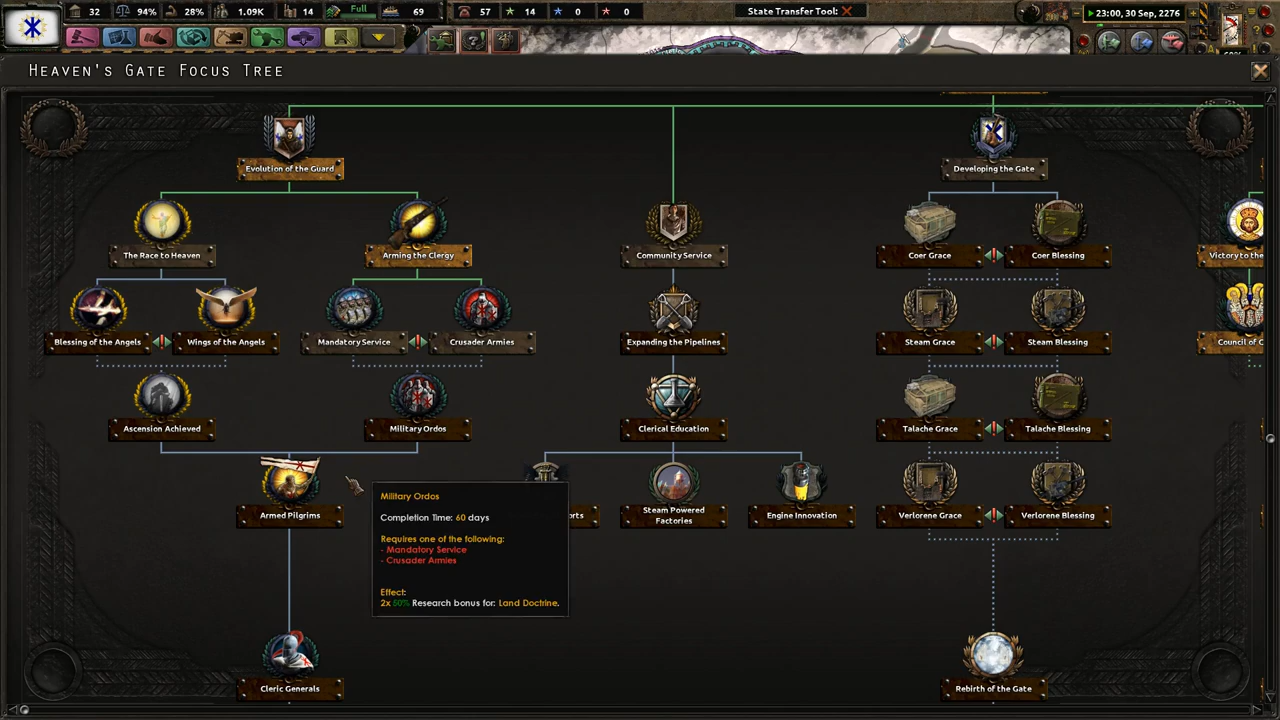 32
94%
28%
1.09K
14
Full
69
57
14
0
0
State Transfer Tool:
23:00, 30 Sep, 2276
Heaven's Gate Focus Tree
Evolution of the Guard
Developing the Gate
The Race to Heaven
Arming the Clergy
Community Service
Coer Grace
Coer Blessing
Victory to the
Blessing of the Angels
Wings of the Angels
Mandatory Service
Crusader Armies
Expanding the Pipelines
Steam Grace
Steam Blessing
Council of C
Ascension Achieved
Military Ordos
Clerical Education
Talache Grace
Talache Blessing
Armed Pilgrims
orts
Steam Powered
Factories
Engine Innovation
Verlorene Grace
Verlorene Blessing
Military Ordos
Completion Time: 60 days
Requires one of the following:
- Mandatory Service
- Crusader Armies
Effect:
2x 50% Research bonus for: Land Doctrine.
Cleric Generals
Rebirth of the Gate